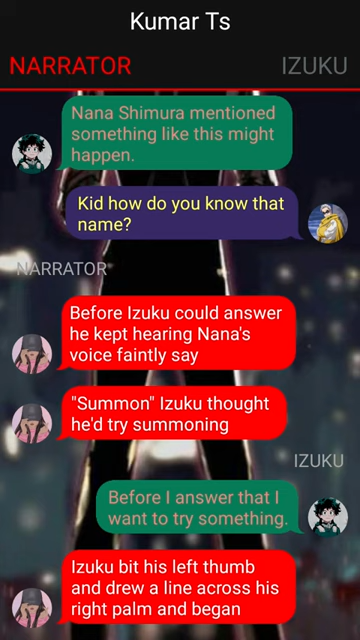 Kumar Ts
NARRATOR
IZUKU
Nana Shimura mentioned
something like this might
happen.
Kid how do you know that
name?
NARRATOR
Before Izuku could answer
he kept hearing Nana's
voice faintly say
"Summon" Izuku thought
he'd try summoning
IZUKU
Before I answer that I
want to try something.
Izuku bit his left thumb
and drew a line across his
right palm and began